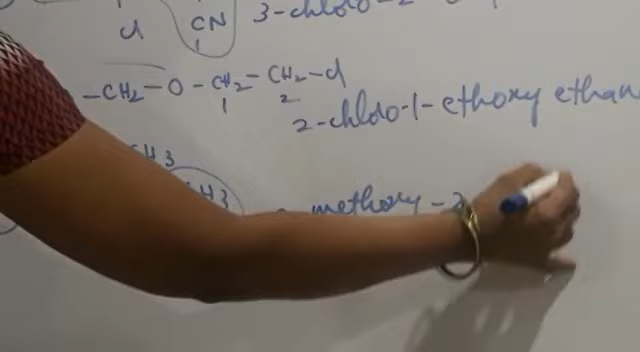 Cl CN 3-chloro-2
-CH2-O-CH2-CH2-Cl
1 2
2-chloro-1-ethoxy ethan
CH3
CH3 methoxy-2